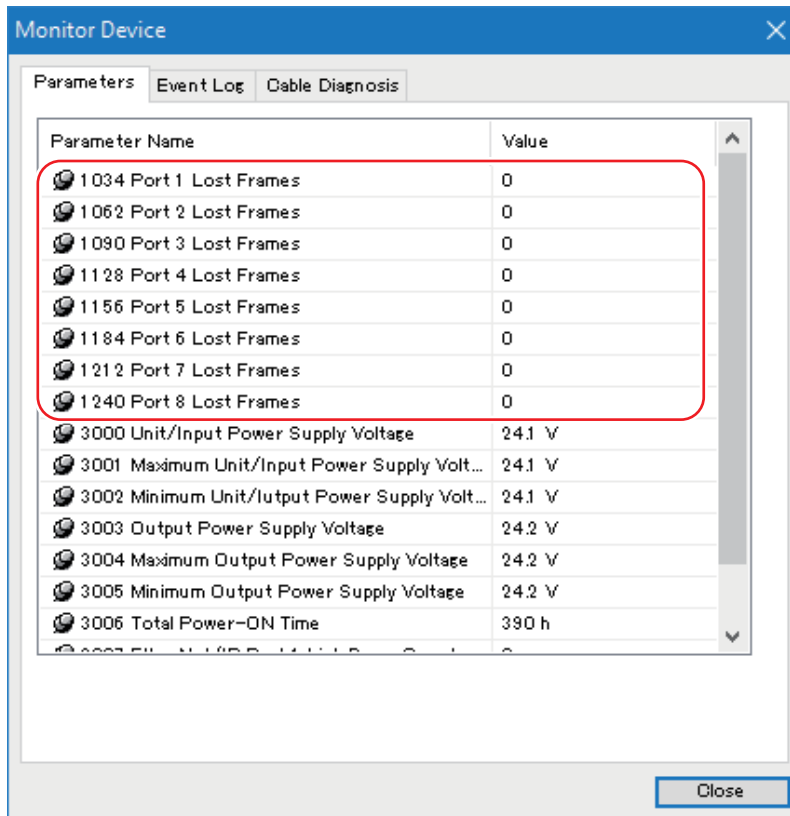 Monitor Device
Parameters Event Log Cable Diagnosis
Parameter Name Value
1034 Port 1 Lost Frames 0
1062 Port 2 Lost Frames 0
1090 Port 3 Lost Frames 0
1128 Port 4 Lost Frames 0
1156 Port 5 Lost Frames 0
1184 Port 6 Lost Frames 0
1212 Port 7 Lost Frames 0
1240 Port 8 Lost Frames 0
3000 Unit/Input Power Supply Voltage 24.1 V
3001 Maximum Unit/Input Power Supply Volt... 24.1 V
3002 Minimum Unit/Iutput Power Supply Volt... 24.1 V
3003 Output Power Supply Voltage 24.2 V
3004 Maximum Output Power Supply Voltage 24.2 V
3005 Minimum Output Power Supply Voltage 24.2 V
3006 Total Power-ON Time 390 h
Close